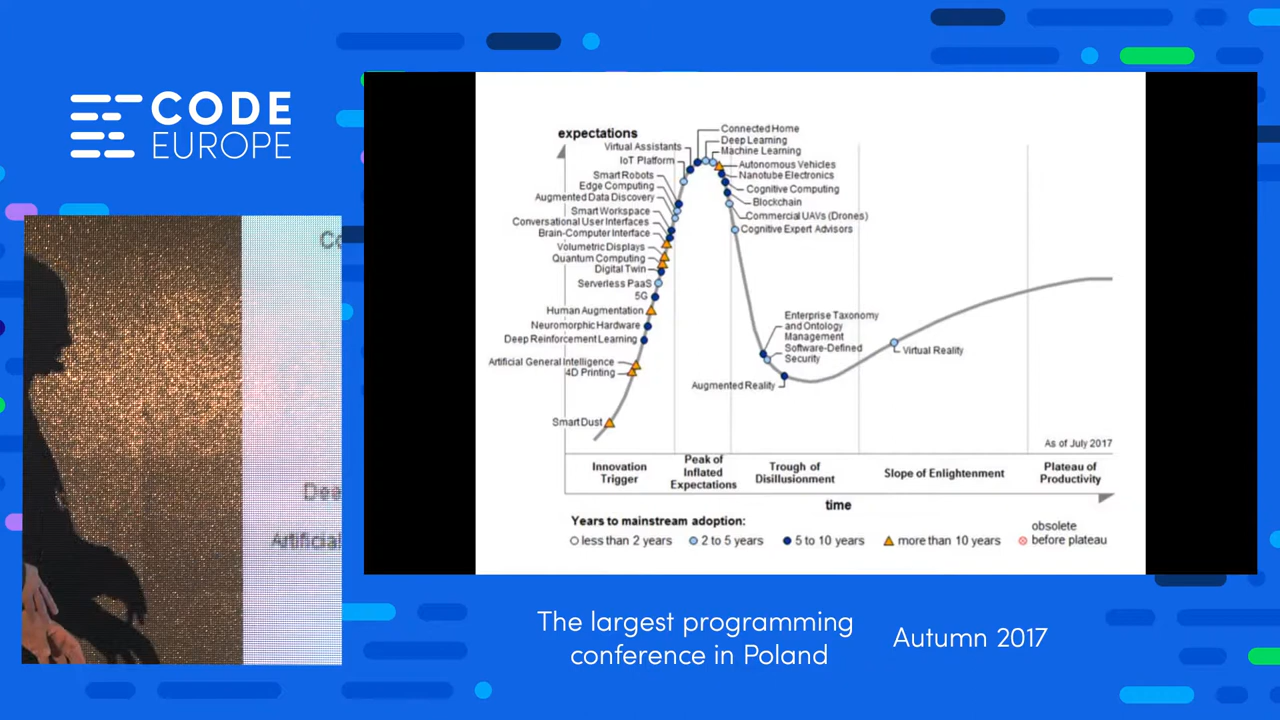 CODE
EUROPE
expectations
Connected Home
Deep Learning
Virtual Assistants
Machine Learning
IoT Platform
Autonomous Vehicles
Smart Robots
Nanotube Electronics
Edge Computing
Cognitive Computing
Augmented Data Discovery
Blockchain
Smart Workspace
Commercial UAVs (Drones)
Conversational User Interfaces
Cognitive Expert Advisors
Brain-Computer Interface
Volumetric Displays
Quantum Computing
Digital Twin
Serverless PaaS
5G
Human Augmentation
Neuromorphic Hardware
Deep Reinforcement Learning
Artificial General Intelligence
4D Printing
Smart Dust
Enterprise Taxonomy
and Ontology
Management
Software-Defined
Security
Augmented Reality
Virtual Reality
As of July 2017
Innovation
Trigger
Peak of
Inflated
Expectations
Trough of
Disillusionment
Slope of Enlightenment
Plateau of
Productivity
time
Years to mainstream adoption:
less than 2 years
2 to 5 years
5 to 10 years
more than 10 years
obsolete
before plateau
Co
Dee
Artificial
The largest programming
conference in Poland
Autumn 2017